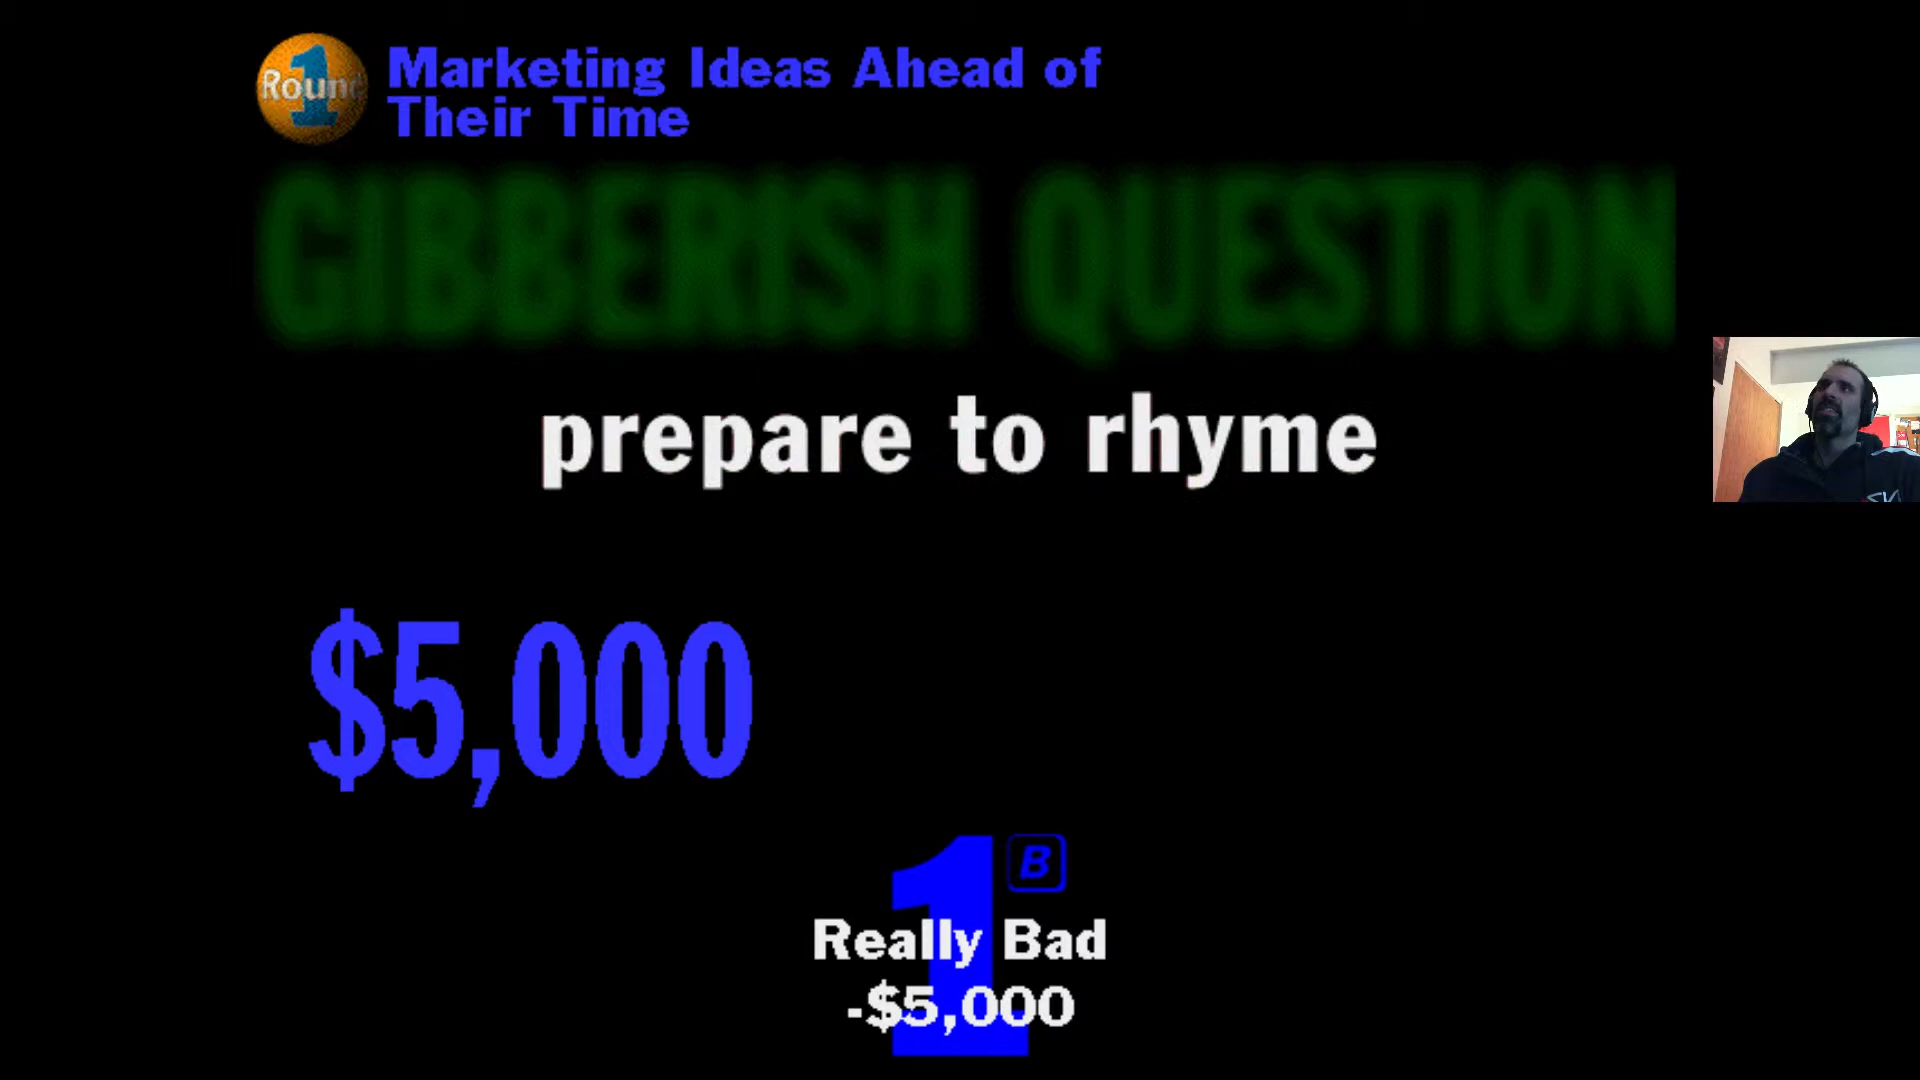 Round 1
Marketing Ideas Ahead of
Their Time
GIBBERISH QUESTION
prepare to rhyme
$5,000
1 B
Really Bad
-$5,000